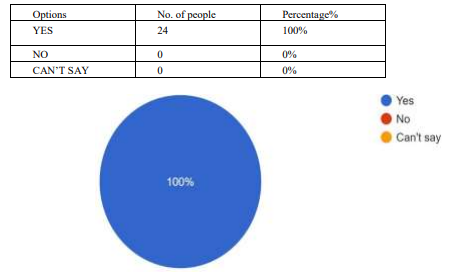 Options No. of people Percentage%
YES 24 100%
NO 0 0%
CAN'T SAY 0 0%
Yes
No
Can't say
100%